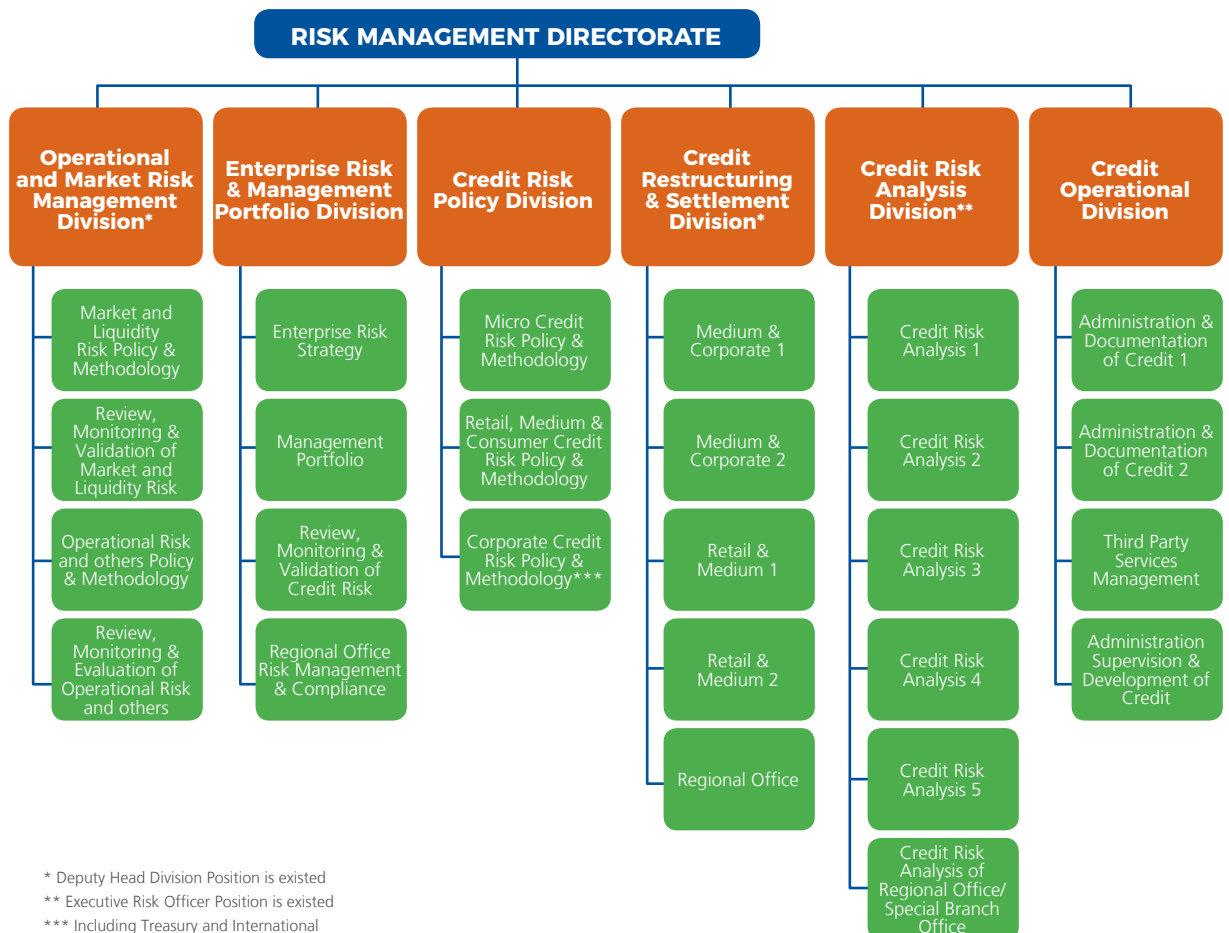 RISK MANAGEMENT DIRECTORATE
Operational
and Market Risk
Management
Division*
Market and
Liquidity
Risk Policy &
Methodology
Review,
Monitoring &
Validation of
Market and
Liquidity Risk
Operational Risk
and others Policy
& Methodology
Review,
Monitoring &
Evaluation of
Operational Risk
and others
Enterprise Risk
& Management
Portfolio Division
Enterprise Risk
Strategy
Management
Portfolio
Review,
Monitoring &
Validation of
Credit Risk
Regional Office
Risk Management
& Compliance
Credit Risk
Policy Division
Micro Credit
Risk Policy &
Methodology
Retail, Medium &
Consumer Credit
Risk Policy &
Methodology
Corporate Credit
Risk Policy &
Methodology***
Credit
Restructuring
& Settlement
Division*
Medium &
Corporate 1
Medium &
Corporate 2
Retail &
Medium 1
Retail &
Medium 2
Regional Office
Credit Risk
Analysis
Division**
Credit Risk
Analysis 1
Credit Risk
Analysis 2
Credit Risk
Analysis 3
Credit Risk
Analysis 4
Credit Risk
Analysis 5
Credit Risk
Analysis of
Regional Office/
Special Branch
Office
Credit
Operational
Division
Administration &
Documentation
of Credit 1
Administration &
Documentation
of Credit 2
Third Party
Services
Management
Administration
Supervision &
Development of
Credit
* Deputy Head Division Position is existed
** Executive Risk Officer Position is existed
*** Including Treasury and International